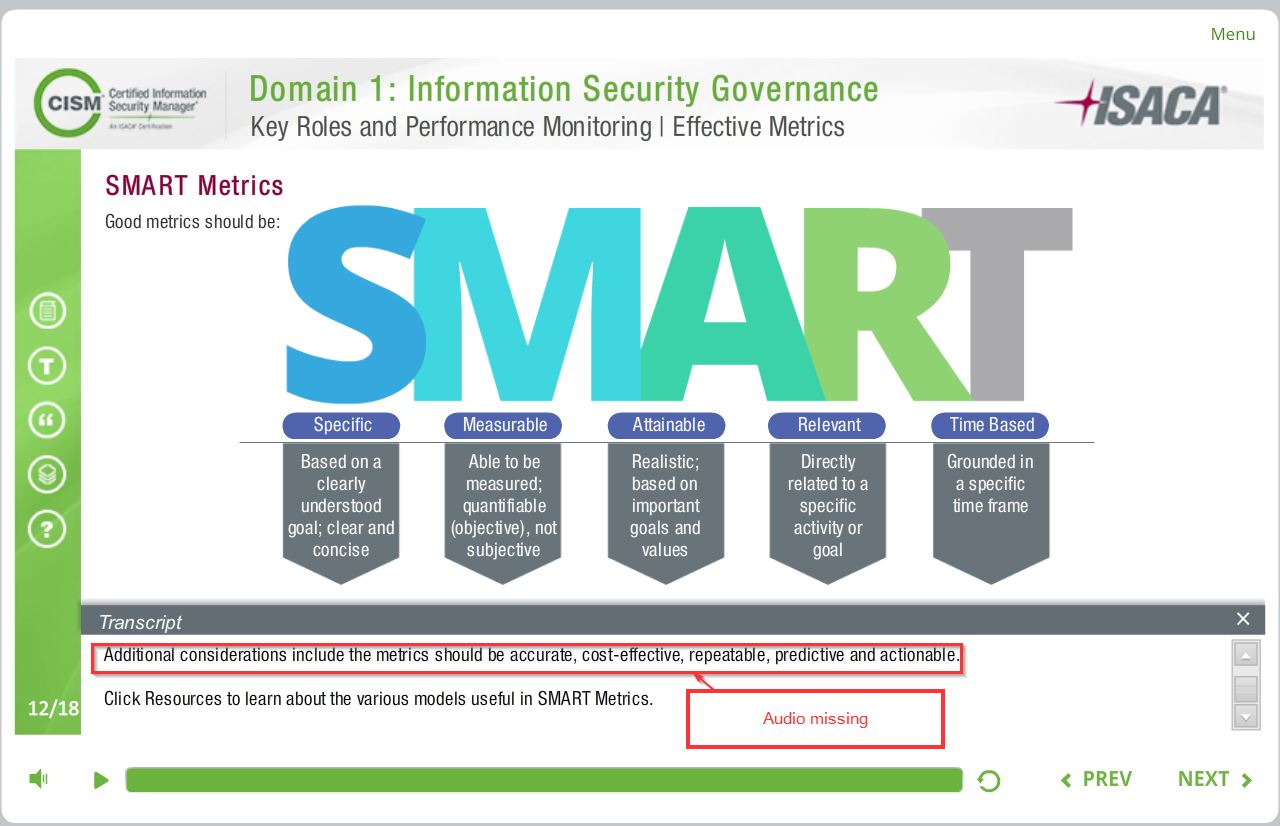 Menu
CISM
Certified Information
Security Manager®
An ISACA® Certification
Domain 1: Information Security Governance
Key Roles and Performance Monitoring | Effective Metrics
ISACA®
SMART Metrics
Good metrics should be:
SMART
Specific
Based on a
clearly
understood
goal; clear and
concise
Measurable
Able to be
measured;
quantifiable
(objective), not
subjective
Attainable
Realistic;
based on
important
goals and
values
Relevant
Directly
related to a
specific
activity or
goal
Time Based
Grounded in
a specific
time frame
T
?
12/18
Transcript
Additional considerations include the metrics should be accurate, cost-effective, repeatable, predictive and actionable.
Click Resources to learn about the various models useful in SMART Metrics.
Audio missing
PREV
NEXT